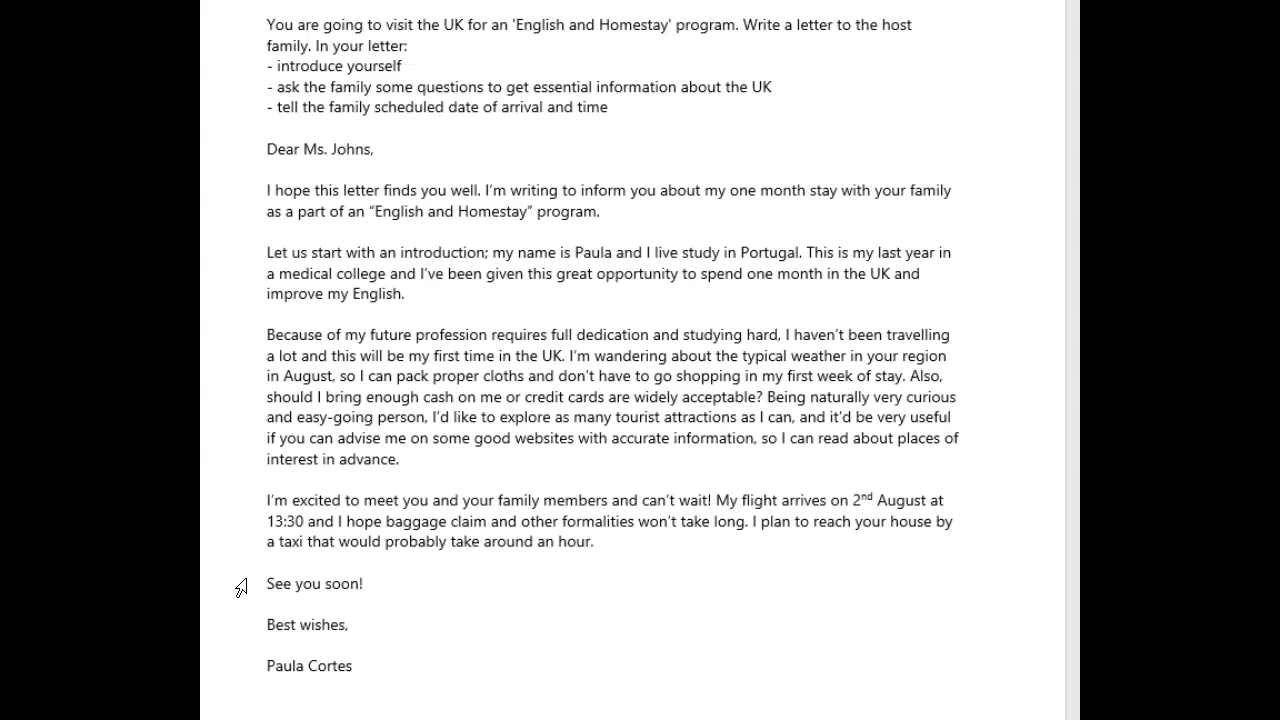 You are going to visit the UK for an 'English and Homestay' program. Write a letter to the host
family. In your letter:
- introduce yourself
- ask the family some questions to get essential information about the UK
- tell the family scheduled date of arrival and time
Dear Ms. Johns,
I hope this letter finds you well. I’m writing to inform you about my one month stay with your family
as a part of an “English and Homestay” program.
Let us start with an introduction; my name is Paula and I live study in Portugal. This is my last year in
a medical college and I’ve been given this great opportunity to spend one month in the UK and
improve my English.
Because of my future profession requires full dedication and studying hard, I haven’t been travelling
a lot and this will be my first time in the UK. I’m wandering about the typical weather in your region
in August, so I can pack proper cloths and don’t have to go shopping in my first week of stay. Also,
should I bring enough cash on me or credit cards are widely acceptable? Being naturally very curious
and easy-going person, I’d like to explore as many tourist attractions as I can, and it’d be very useful
if you can advise me on some good websites with accurate information, so I can read about places of
interest in advance.
I’m excited to meet you and your family members and can’t wait! My flight arrives on 2nd August at
13:30 and I hope baggage claim and other formalities won’t take long. I plan to reach your house by
a taxi that would probably take around an hour.
See you soon!
Best wishes,
Paula Cortes